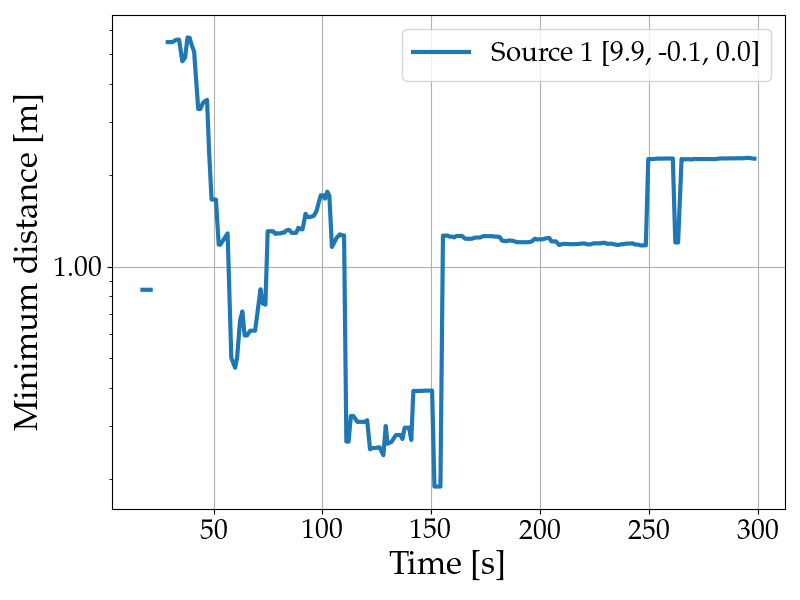 Source 1 [9.9, -0.1, 0.0]
Minimum distance [m]
1.00
50 100 150 200 250 300
Time [s]